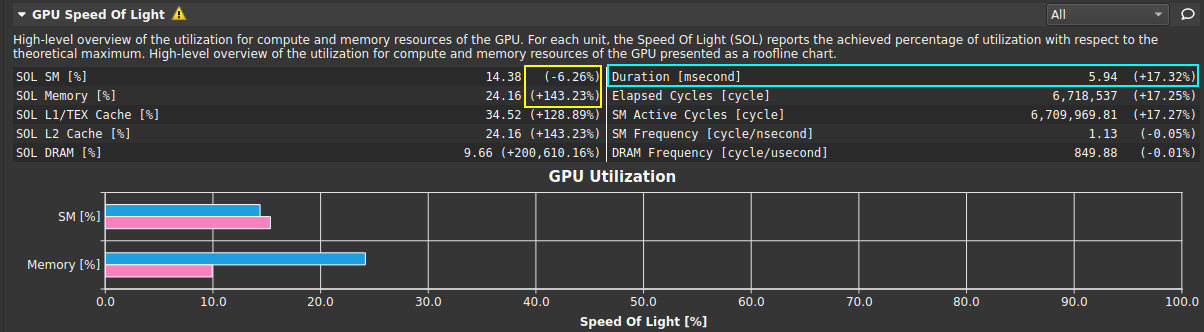 GPU Speed Of Light
All
High-level overview of the utilization for compute and memory resources of the GPU. For each unit, the Speed Of Light (SOL) reports the achieved percentage of utilization with respect to the
theoretical maximum. High-level overview of the utilization for compute and memory resources of the GPU presented as a roofline chart.
SOL SM [%] 14.38 (-6.26%) Duration [msecond] 5.94 (+17.32%)
SOL Memory [%] 24.16 (+143.23%) Elapsed Cycles [cycle] 6,718,537 (+17.25%)
SOL L1/TEX Cache [%] 34.52 (+128.89%) SM Active Cycles [cycle] 6,709,969.81 (+17.27%)
SOL L2 Cache [%] 24.16 (+143.23%) SM Frequency [cycle/nsecond] 1.13 (-0.05%)
SOL DRAM [%] 9.66 (+200,610.16%) DRAM Frequency [cycle/usecond] 849.88 (-0.01%)
GPU Utilization
SM [%]
Memory [%]
0.0 10.0 20.0 30.0 40.0 50.0 60.0 70.0 80.0 90.0 100.0
Speed Of Light [%]